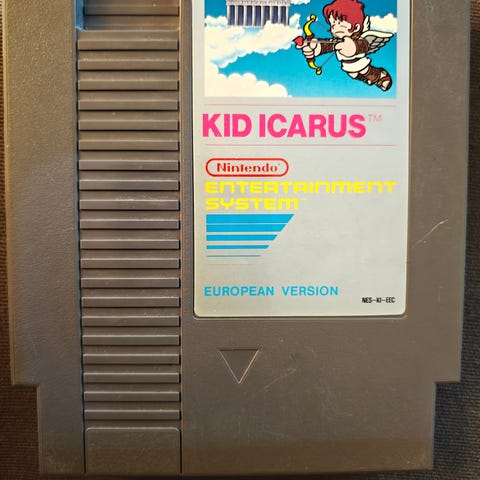 KID ICARUS™
Nintendo®
ENTERTAINMENT
SYSTEM™
EUROPEAN VERSION
NES-KI-EEC